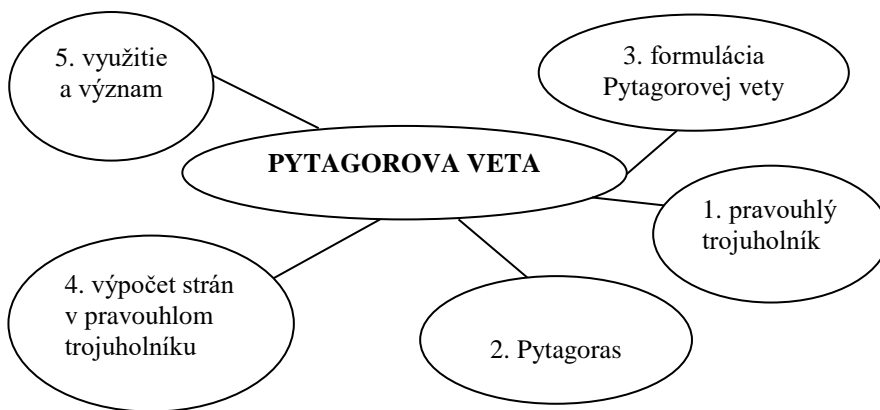 5. využitie
a význam
3. formulácia
Pytagorovej vety
PYTAGOROVA VETA
1. pravouhlý
trojuholník
4. výpočet strán
v pravouhlom
trojuholníku
2. Pytagoras